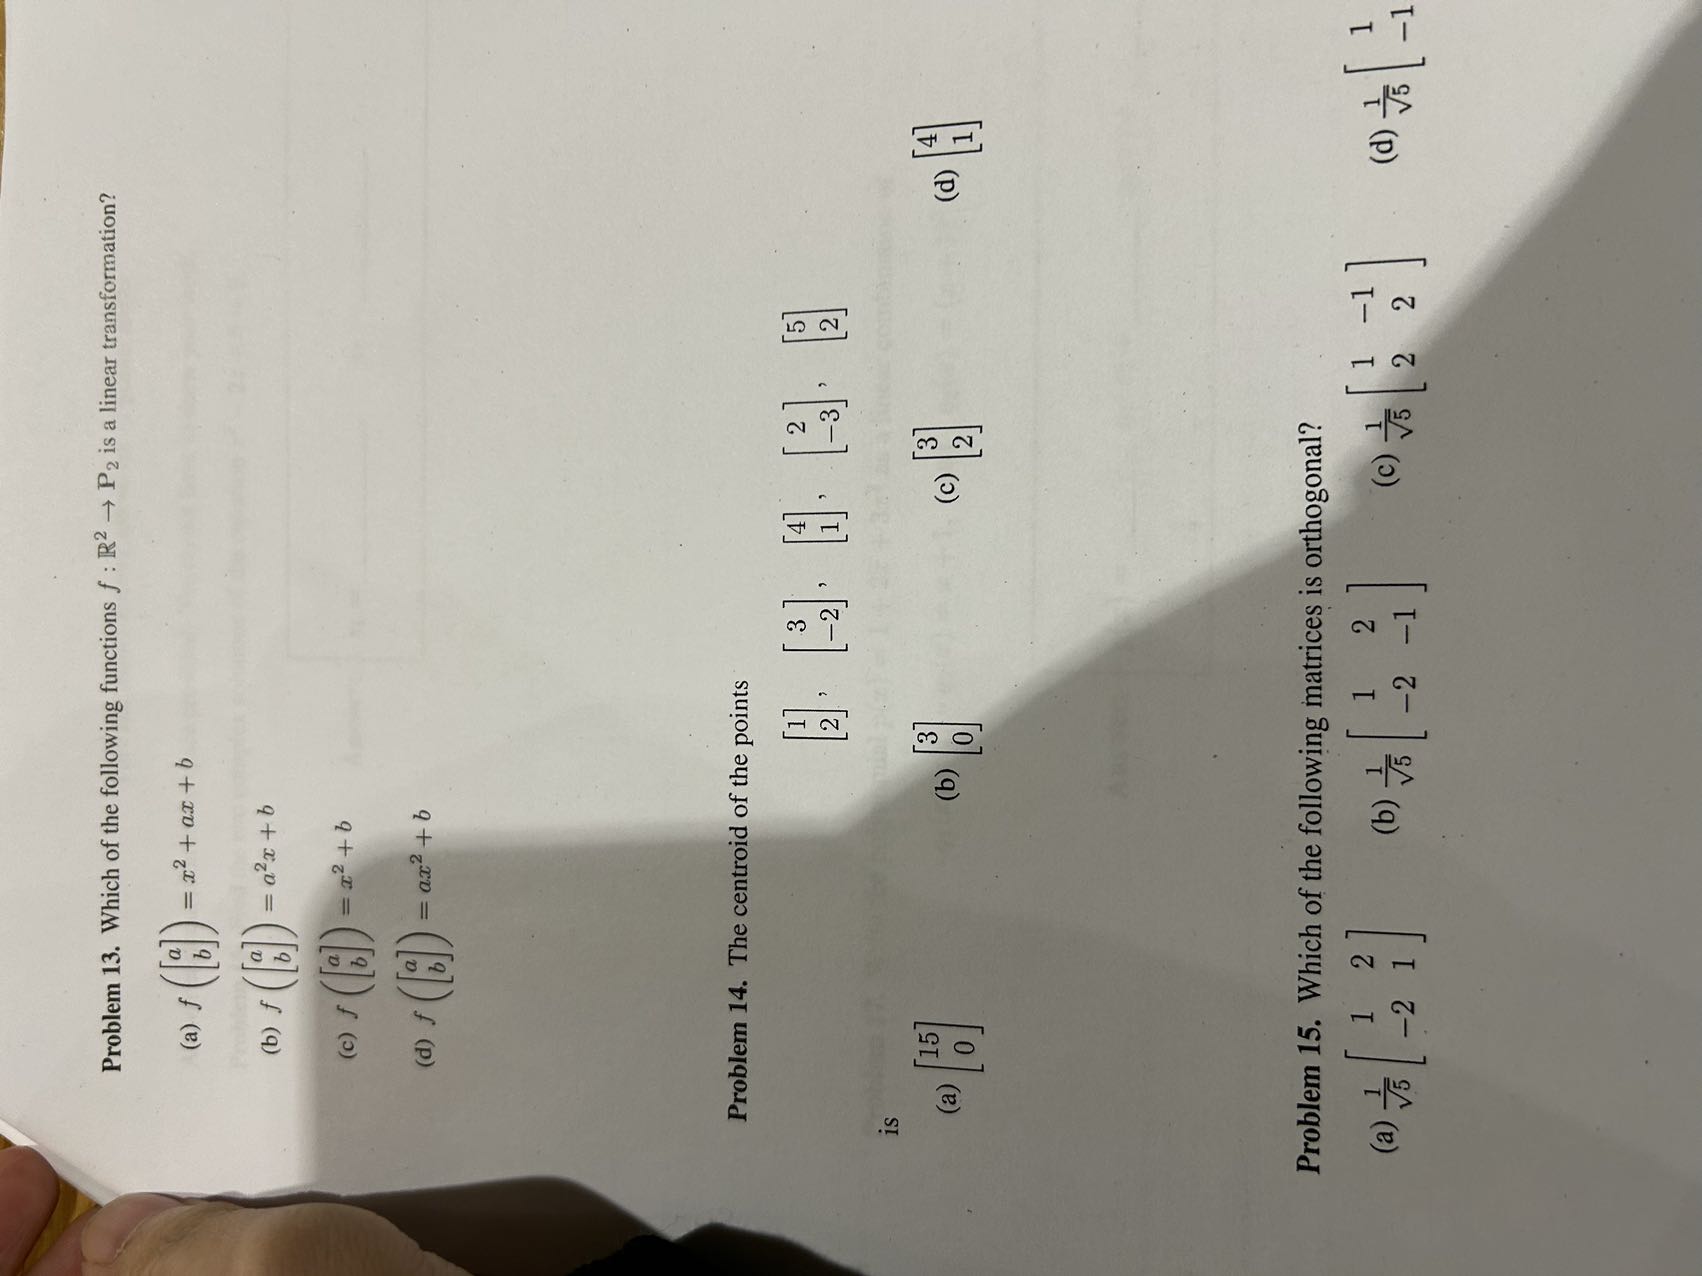 Problem 13. Which of the following functions f : ℝ² → P₂ is a linear transformation?
(a) f([a b]) = x² + ax + b
(b) f([a b]) = a²x + b
(c) f([a b]) = x² + b
(d) f([a b]) = ax² + b
Problem 14. The centroid of the points
[1 2], [3 −2], [4 1], [2 −3], [5 2]
is
(a) [15 0] (b) [3 0] (c) [3 2] (d) [4 1]
Problem 15. Which of the following matrices is orthogonal?
(a) 1/√5 [1 2; −2 1] (b) 1/√5 [1 2; −2 −1] (c) 1/√5 [1 −1; 2 2] (d) 1/√5 [1; −1